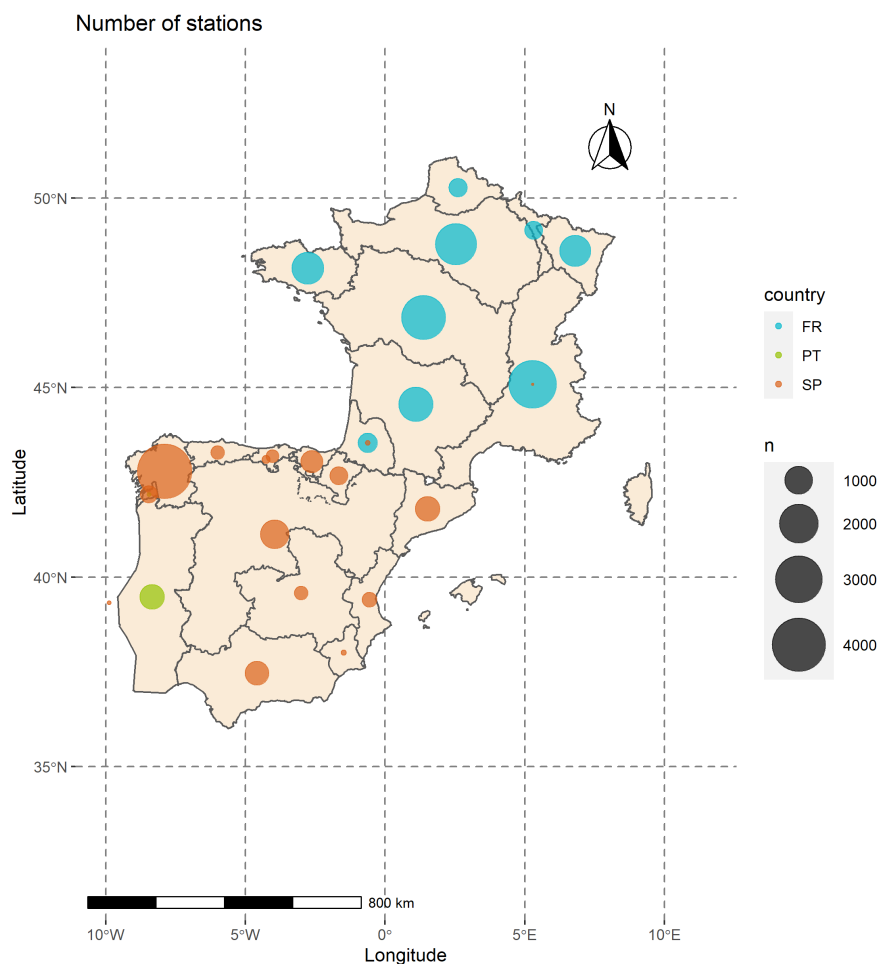 Number of stations
N
50°N
45°N
40°N
35°N
Latitude
10°W
5°W
0°
5°E
10°E
Longitude
800 km
country
FR
PT
SP
n
1000
2000
3000
4000